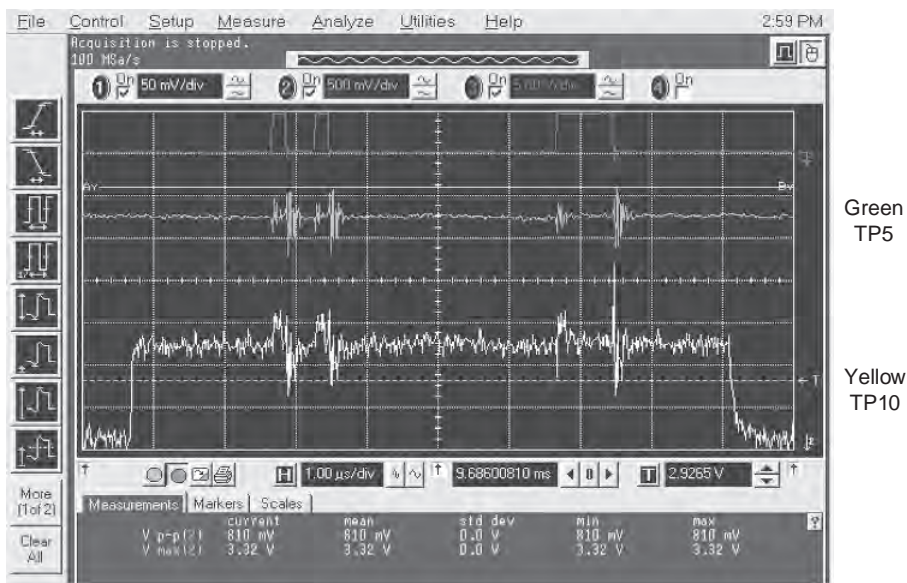 File Control Setup Measure Analyze Utilities Help 2:59 PM
Acquisition is stopped.
100 MSa/s
1 On 50 mV/div 2 On 500 mV/div 3 On 4 On
Ay By
Green
TP5
T
Yellow
TP10
H 1.00 µs/div 9.68600810 ms 0 T 2.9265 V
More
(1of 2)
Clear
All
Measurements Markers Scales
current mean std dev min max
V p-p(2) 810 mV 810 mV 0.0 V 810 mV 810 mV
V max(2) 3.32 V 3.32 V 0.0 V 3.32 V 3.32 V
?